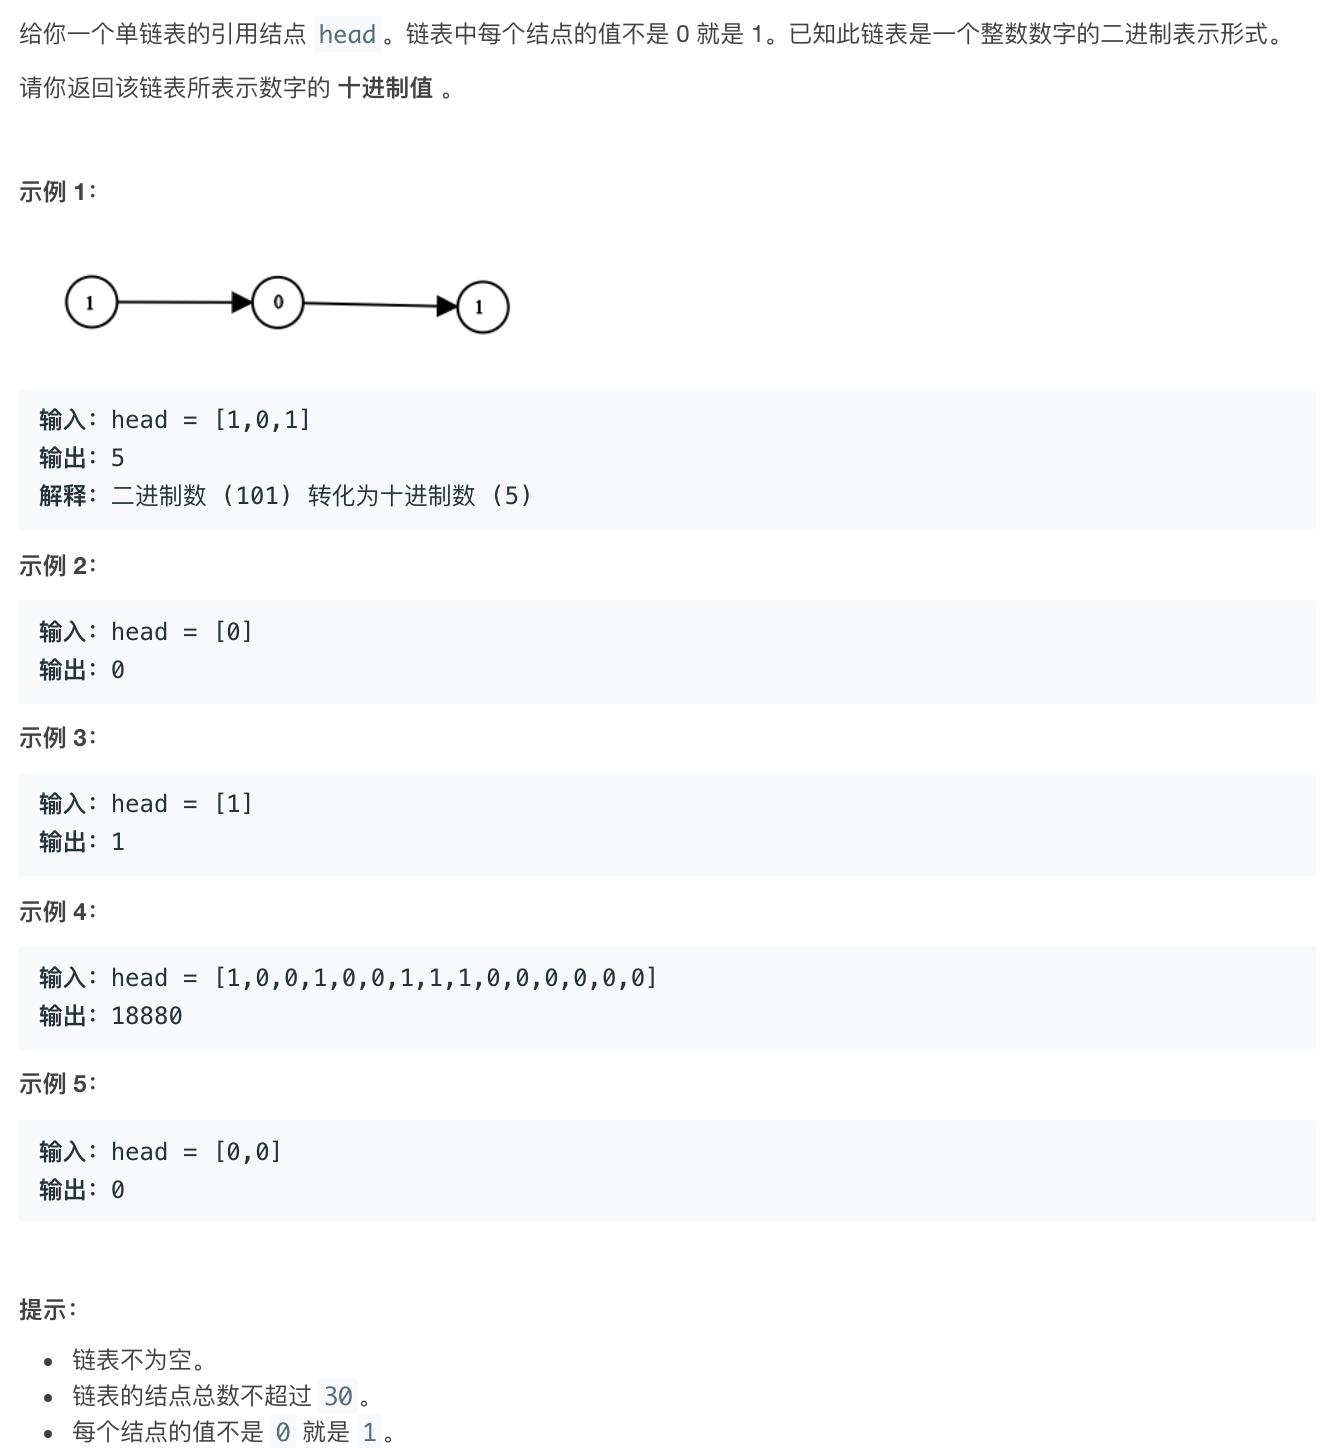 给你一个单链表的引用结点 head。链表中每个结点的值不是 0 就是 1。已知此链表是一个整数数字的二进制表示形式。
请你返回该链表所表示数字的 十进制值 。
示例 1：
1 0 1
输入：head = [1,0,1]
输出：5
解释：二进制数 (101) 转化为十进制数 (5)
示例 2：
输入：head = [0]
输出：0
示例 3：
输入：head = [1]
输出：1
示例 4：
输入：head = [1,0,0,1,0,0,1,1,1,0,0,0,0,0,0]
输出：18880
示例 5：
输入：head = [0,0]
输出：0
提示：
• 链表不为空。
• 链表的结点总数不超过 30。
• 每个结点的值不是 0 就是 1。